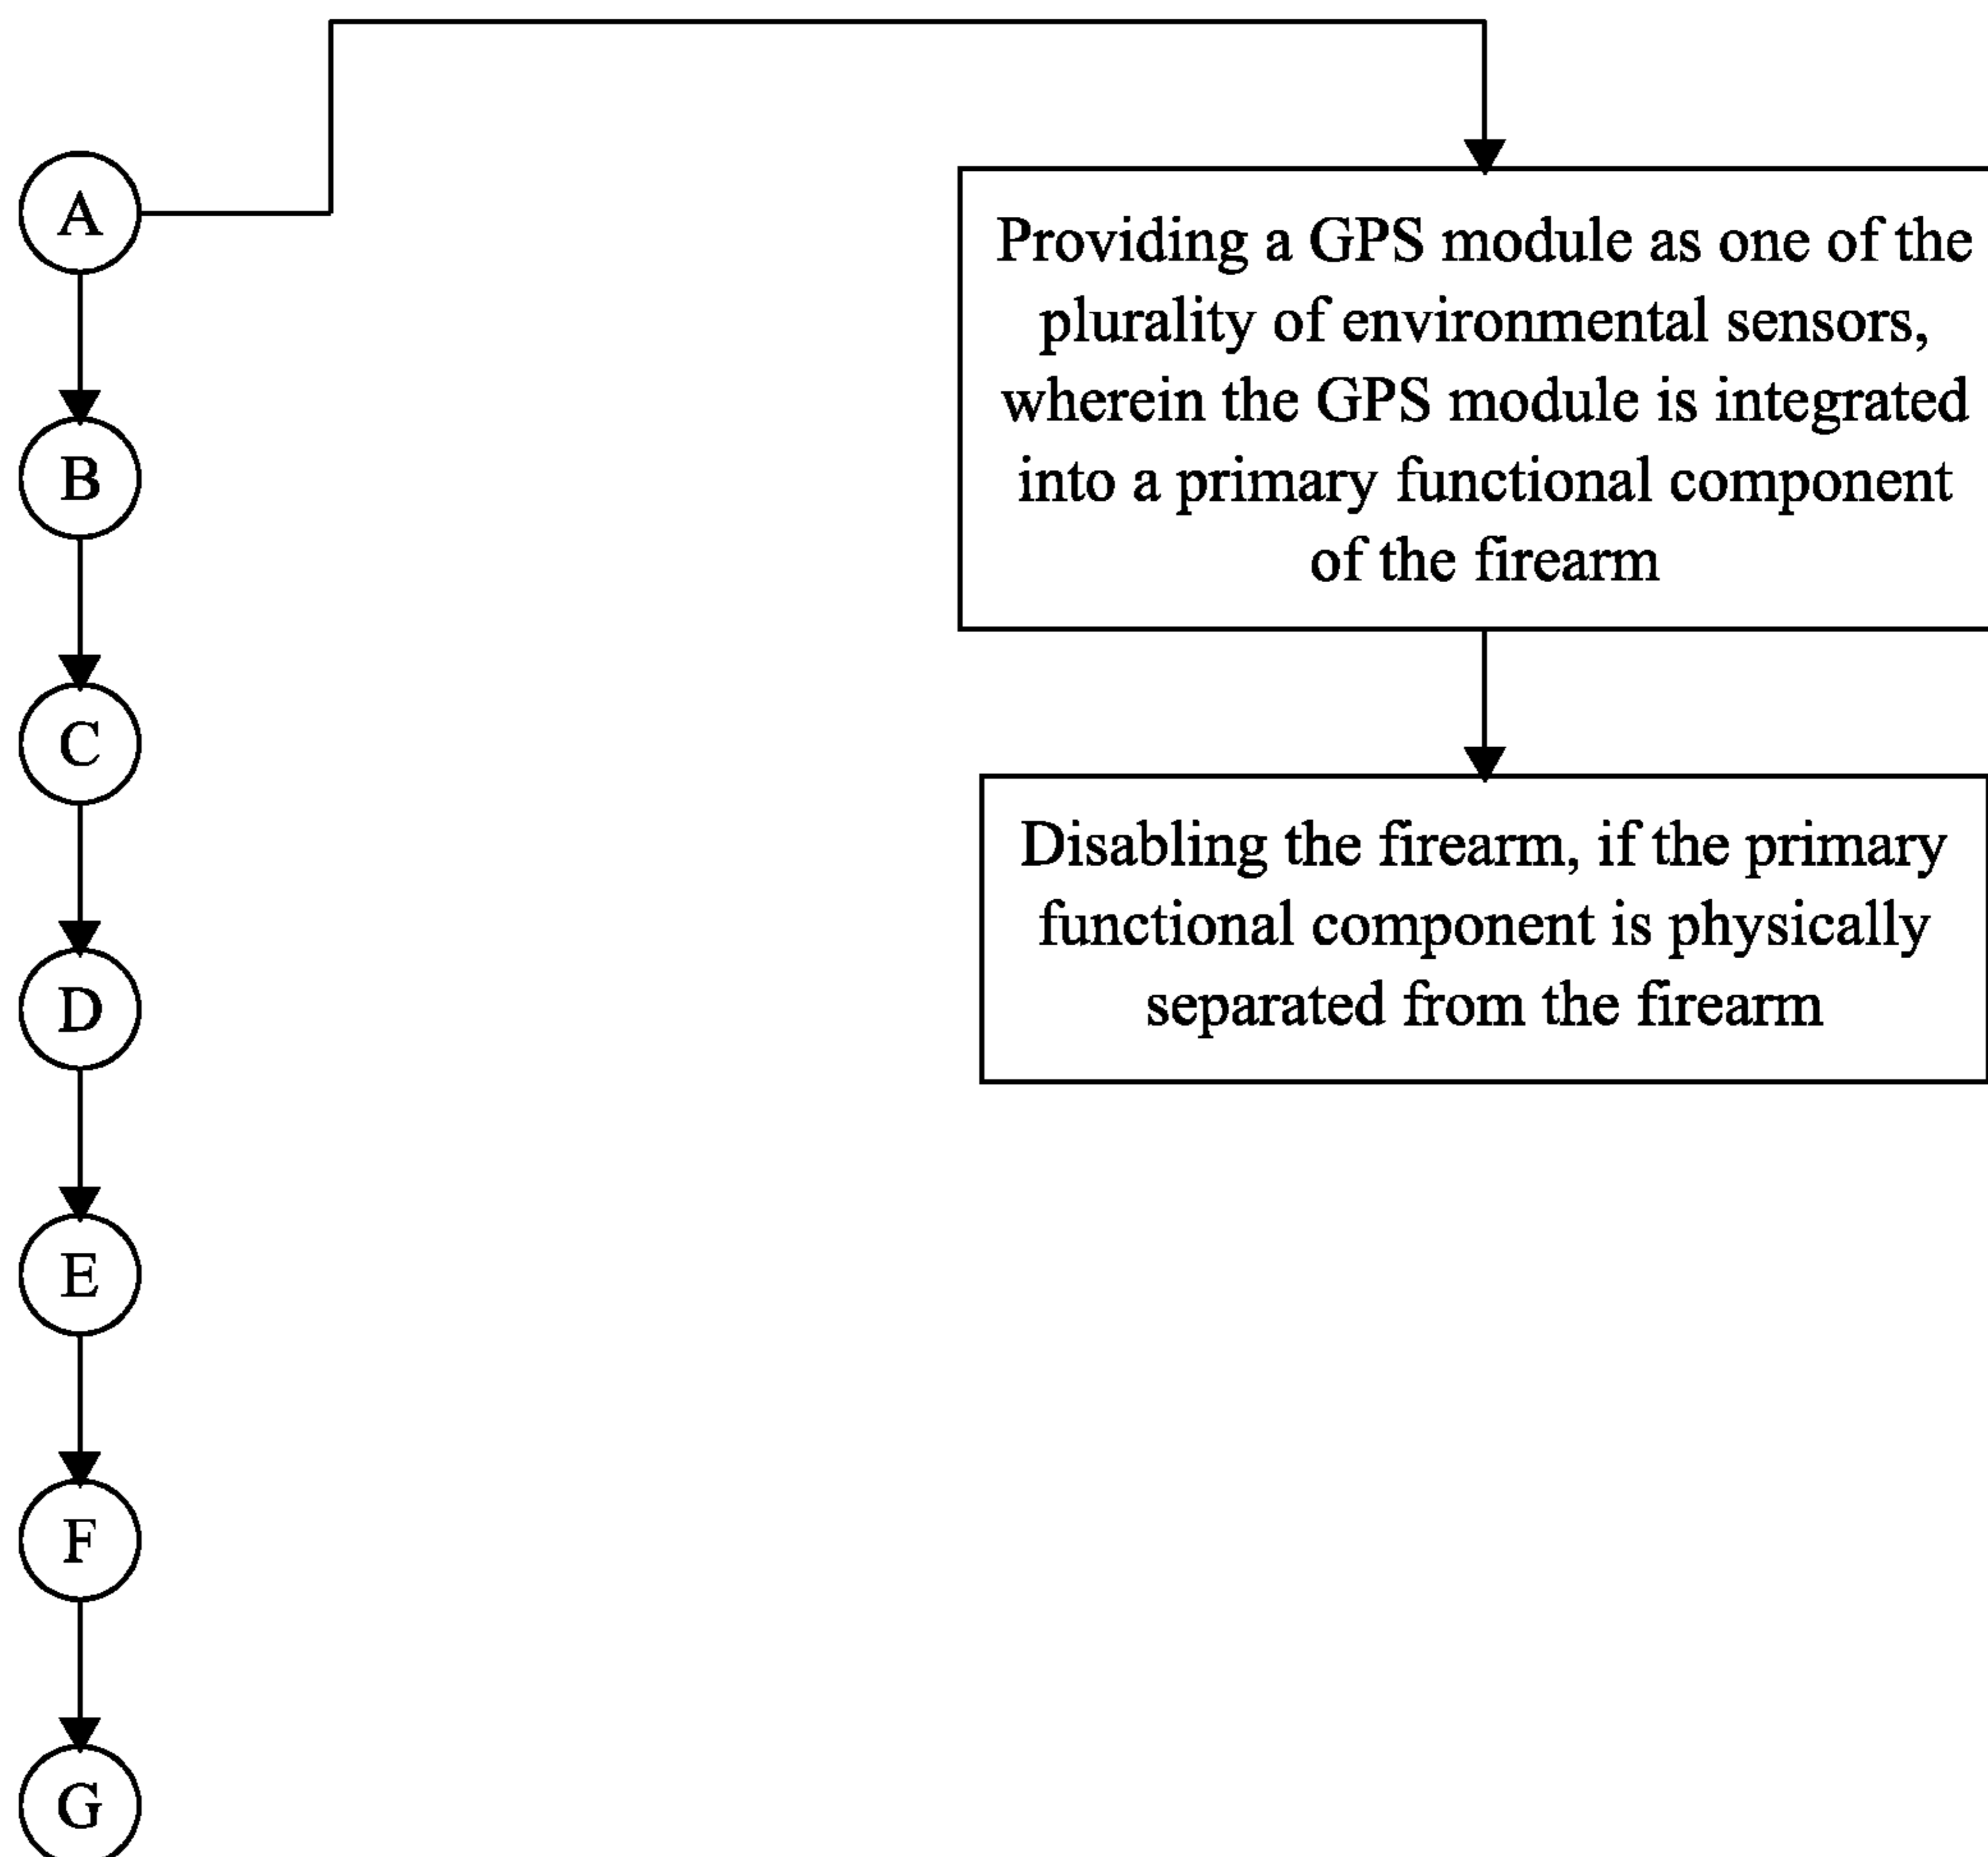 A
B
C
D
E
F
G
Providing a GPS module as one of the
plurality of environmental sensors,
wherein the GPS module is integrated
into a primary functional component
of the firearm
Disabling the firearm, if the primary
functional component is physically
separated from the firearm